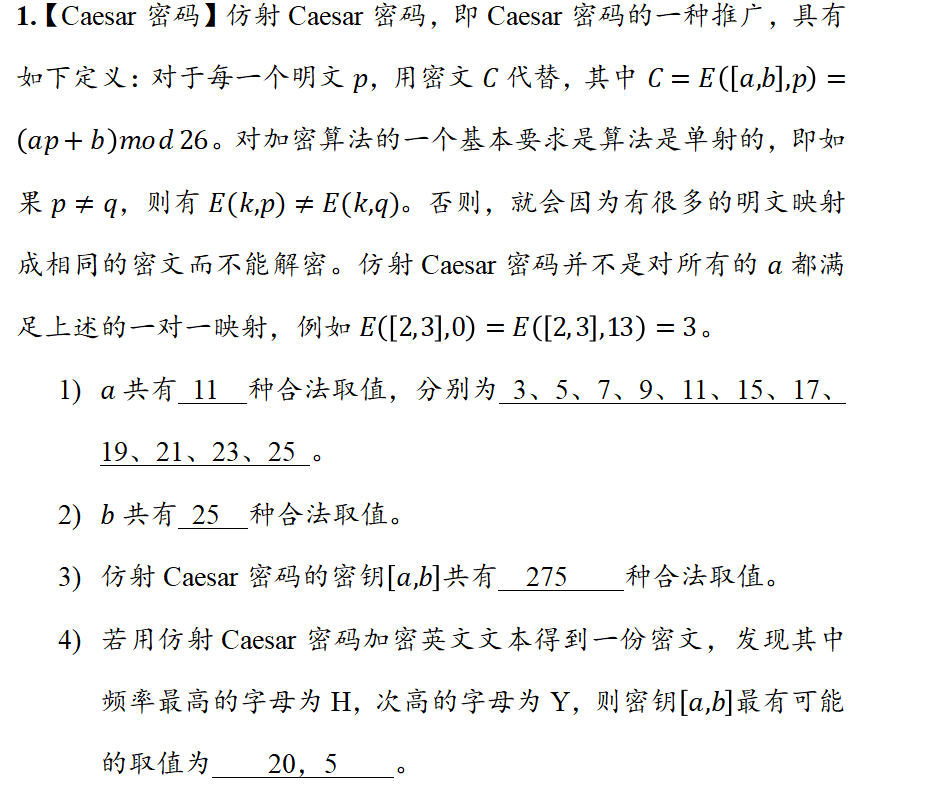 1.【Caesar 密码】仿射 Caesar 密码，即 Caesar 密码的一种推广，具有
如下定义：对于每一个明文 p，用密文 C 代替，其中 C = E([a,b],p) =
(ap + b)mod 26。对加密算法的一个基本要求是算法是单射的，即如
果 p ≠ q，则有 E(k,p) ≠ E(k,q)。否则，就会因为有很多的明文映射
成相同的密文而不能解密。仿射 Caesar 密码并不是对所有的 a 都满
足上述的一对一映射，例如 E([2,3],0) = E([2,3],13) = 3。
1) a 共有 11 种合法取值，分别为 3、5、7、9、11、15、17、
19、21、23、25 。
2) b 共有 25 种合法取值。
3) 仿射 Caesar 密码的密钥[a,b]共有 275 种合法取值。
4) 若用仿射 Caesar 密码加密英文文本得到一份密文，发现其中
频率最高的字母为 H，次高的字母为 Y，则密钥[a,b]最有可能
的取值为 20，5 。